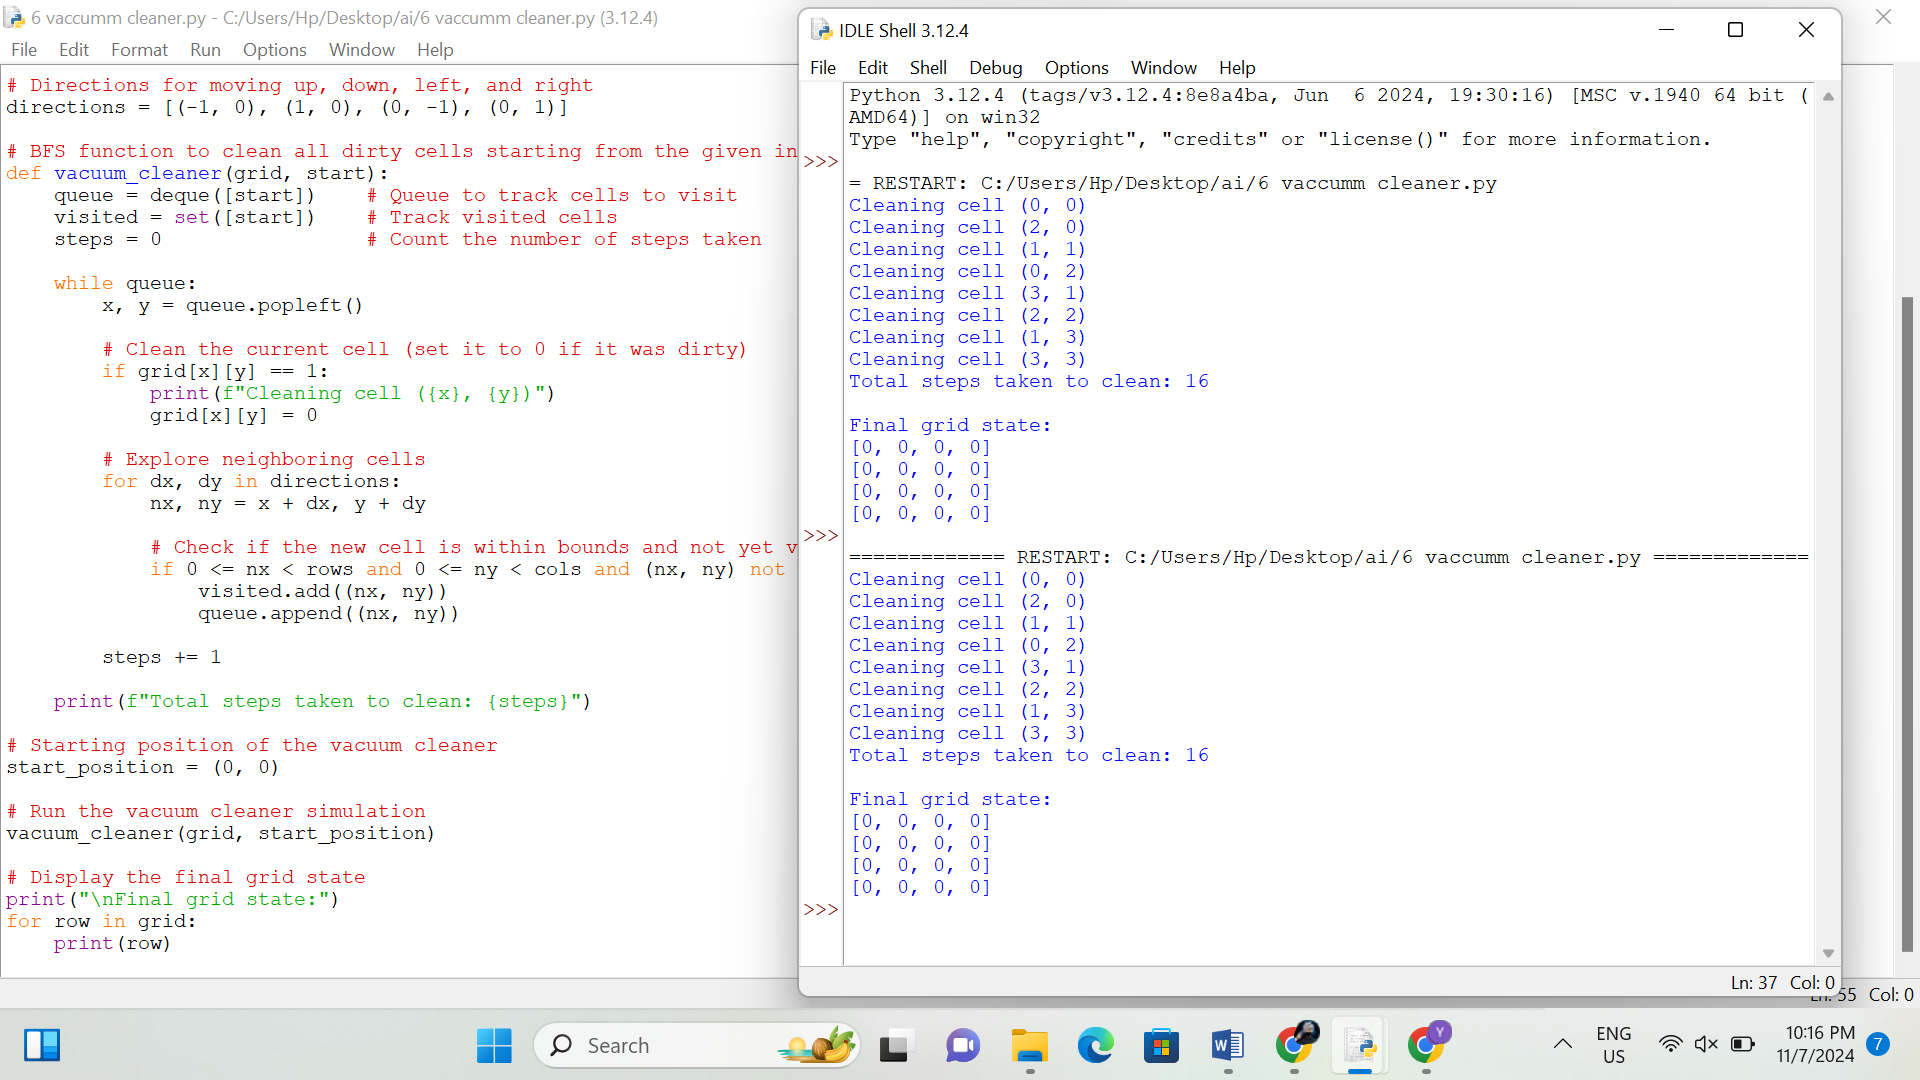 6 vaccumm cleaner.py - C:/Users/Hp/Desktop/ai/6 vaccumm cleaner.py (3.12.4)
File Edit Format Run Options Window Help
# Directions for moving up, down, left, and right
directions = [(-1, 0), (1, 0), (0, -1), (0, 1)]
# BFS function to clean all dirty cells starting from the given in
def vacuum_cleaner(grid, start):
    queue = deque([start])    # Queue to track cells to visit
    visited = set([start])    # Track visited cells
    steps = 0                 # Count the number of steps taken
    while queue:
        x, y = queue.popleft()
        # Clean the current cell (set it to 0 if it was dirty)
        if grid[x][y] == 1:
            print(f"Cleaning cell ({x}, {y})")
            grid[x][y] = 0
        # Explore neighboring cells
        for dx, dy in directions:
            nx, ny = x + dx, y + dy
            # Check if the new cell is within bounds and not yet v
            if 0 <= nx < rows and 0 <= ny < cols and (nx, ny) not
                visited.add((nx, ny))
                queue.append((nx, ny))
        steps += 1
    print(f"Total steps taken to clean: {steps}")
# Starting position of the vacuum cleaner
start_position = (0, 0)
# Run the vacuum cleaner simulation
vacuum_cleaner(grid, start_position)
# Display the final grid state
print("\nFinal grid state:")
for row in grid:
    print(row)
IDLE Shell 3.12.4
File Edit Shell Debug Options Window Help
Python 3.12.4 (tags/v3.12.4:8e8a4ba, Jun  6 2024, 19:30:16) [MSC v.1940 64 bit (
AMD64)] on win32
Type "help", "copyright", "credits" or "license()" for more information.
>>>
= RESTART: C:/Users/Hp/Desktop/ai/6 vaccumm cleaner.py
Cleaning cell (0, 0)
Cleaning cell (2, 0)
Cleaning cell (1, 1)
Cleaning cell (0, 2)
Cleaning cell (3, 1)
Cleaning cell (2, 2)
Cleaning cell (1, 3)
Cleaning cell (3, 3)
Total steps taken to clean: 16
Final grid state:
[0, 0, 0, 0]
[0, 0, 0, 0]
[0, 0, 0, 0]
[0, 0, 0, 0]
>>>
============= RESTART: C:/Users/Hp/Desktop/ai/6 vaccumm cleaner.py =============
Cleaning cell (0, 0)
Cleaning cell (2, 0)
Cleaning cell (1, 1)
Cleaning cell (0, 2)
Cleaning cell (3, 1)
Cleaning cell (2, 2)
Cleaning cell (1, 3)
Cleaning cell (3, 3)
Total steps taken to clean: 16
Final grid state:
[0, 0, 0, 0]
[0, 0, 0, 0]
[0, 0, 0, 0]
[0, 0, 0, 0]
>>>
Ln: 37 Col: 0
Ln: 55 Col: 0
Search
Y
ENG
US
10:16 PM
11/7/2024
7